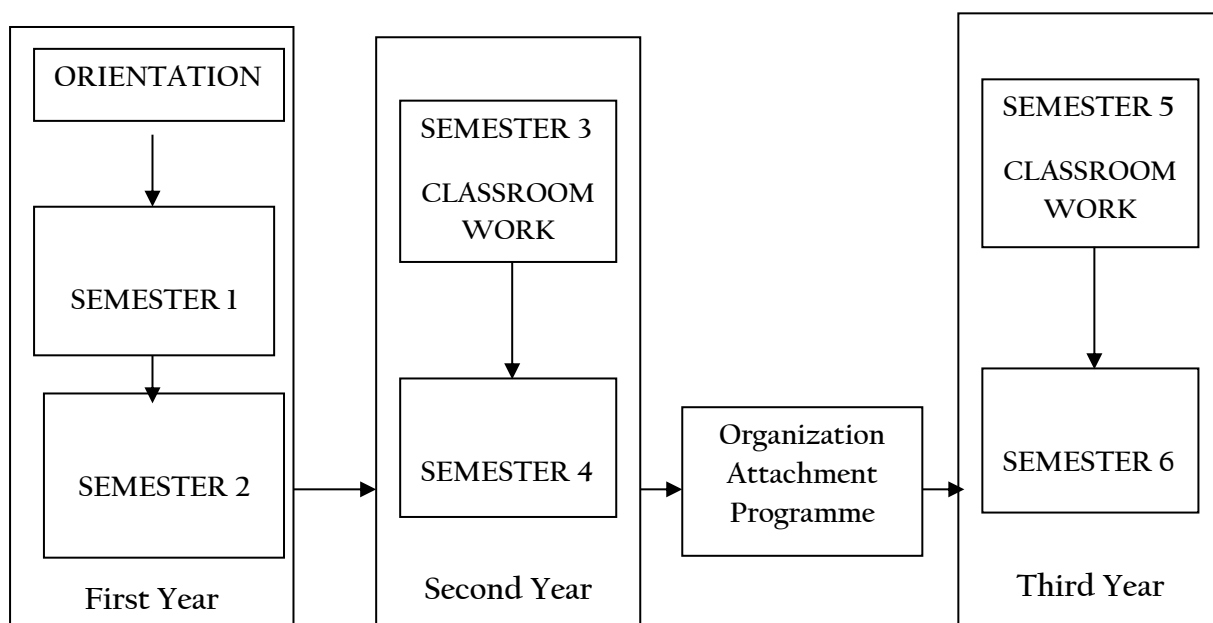 ORIENTATION
SEMESTER 1
SEMESTER 2
First Year
SEMESTER 3
CLASSROOM
WORK
SEMESTER 4
Second Year
Organization
Attachment
Programme
SEMESTER 5
CLASSROOM
WORK
SEMESTER 6
Third Year